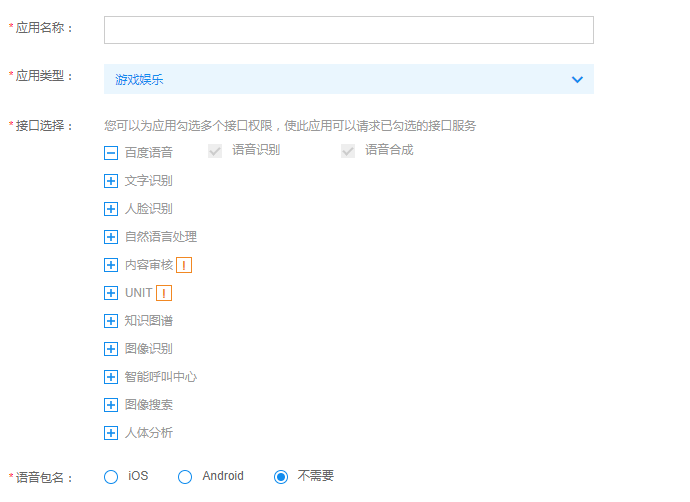 *应用名称：
*应用类型： 游戏娱乐
*接口选择： 您可以为应用勾选多个接口权限，使此应用可以请求已勾选的接口服务
百度语音 语音识别 语音合成
文字识别
人脸识别
自然语言处理
内容审核 !
UNIT !
知识图谱
图像识别
智能呼叫中心
图像搜索
人体分析
*语音包名： iOS Android 不需要